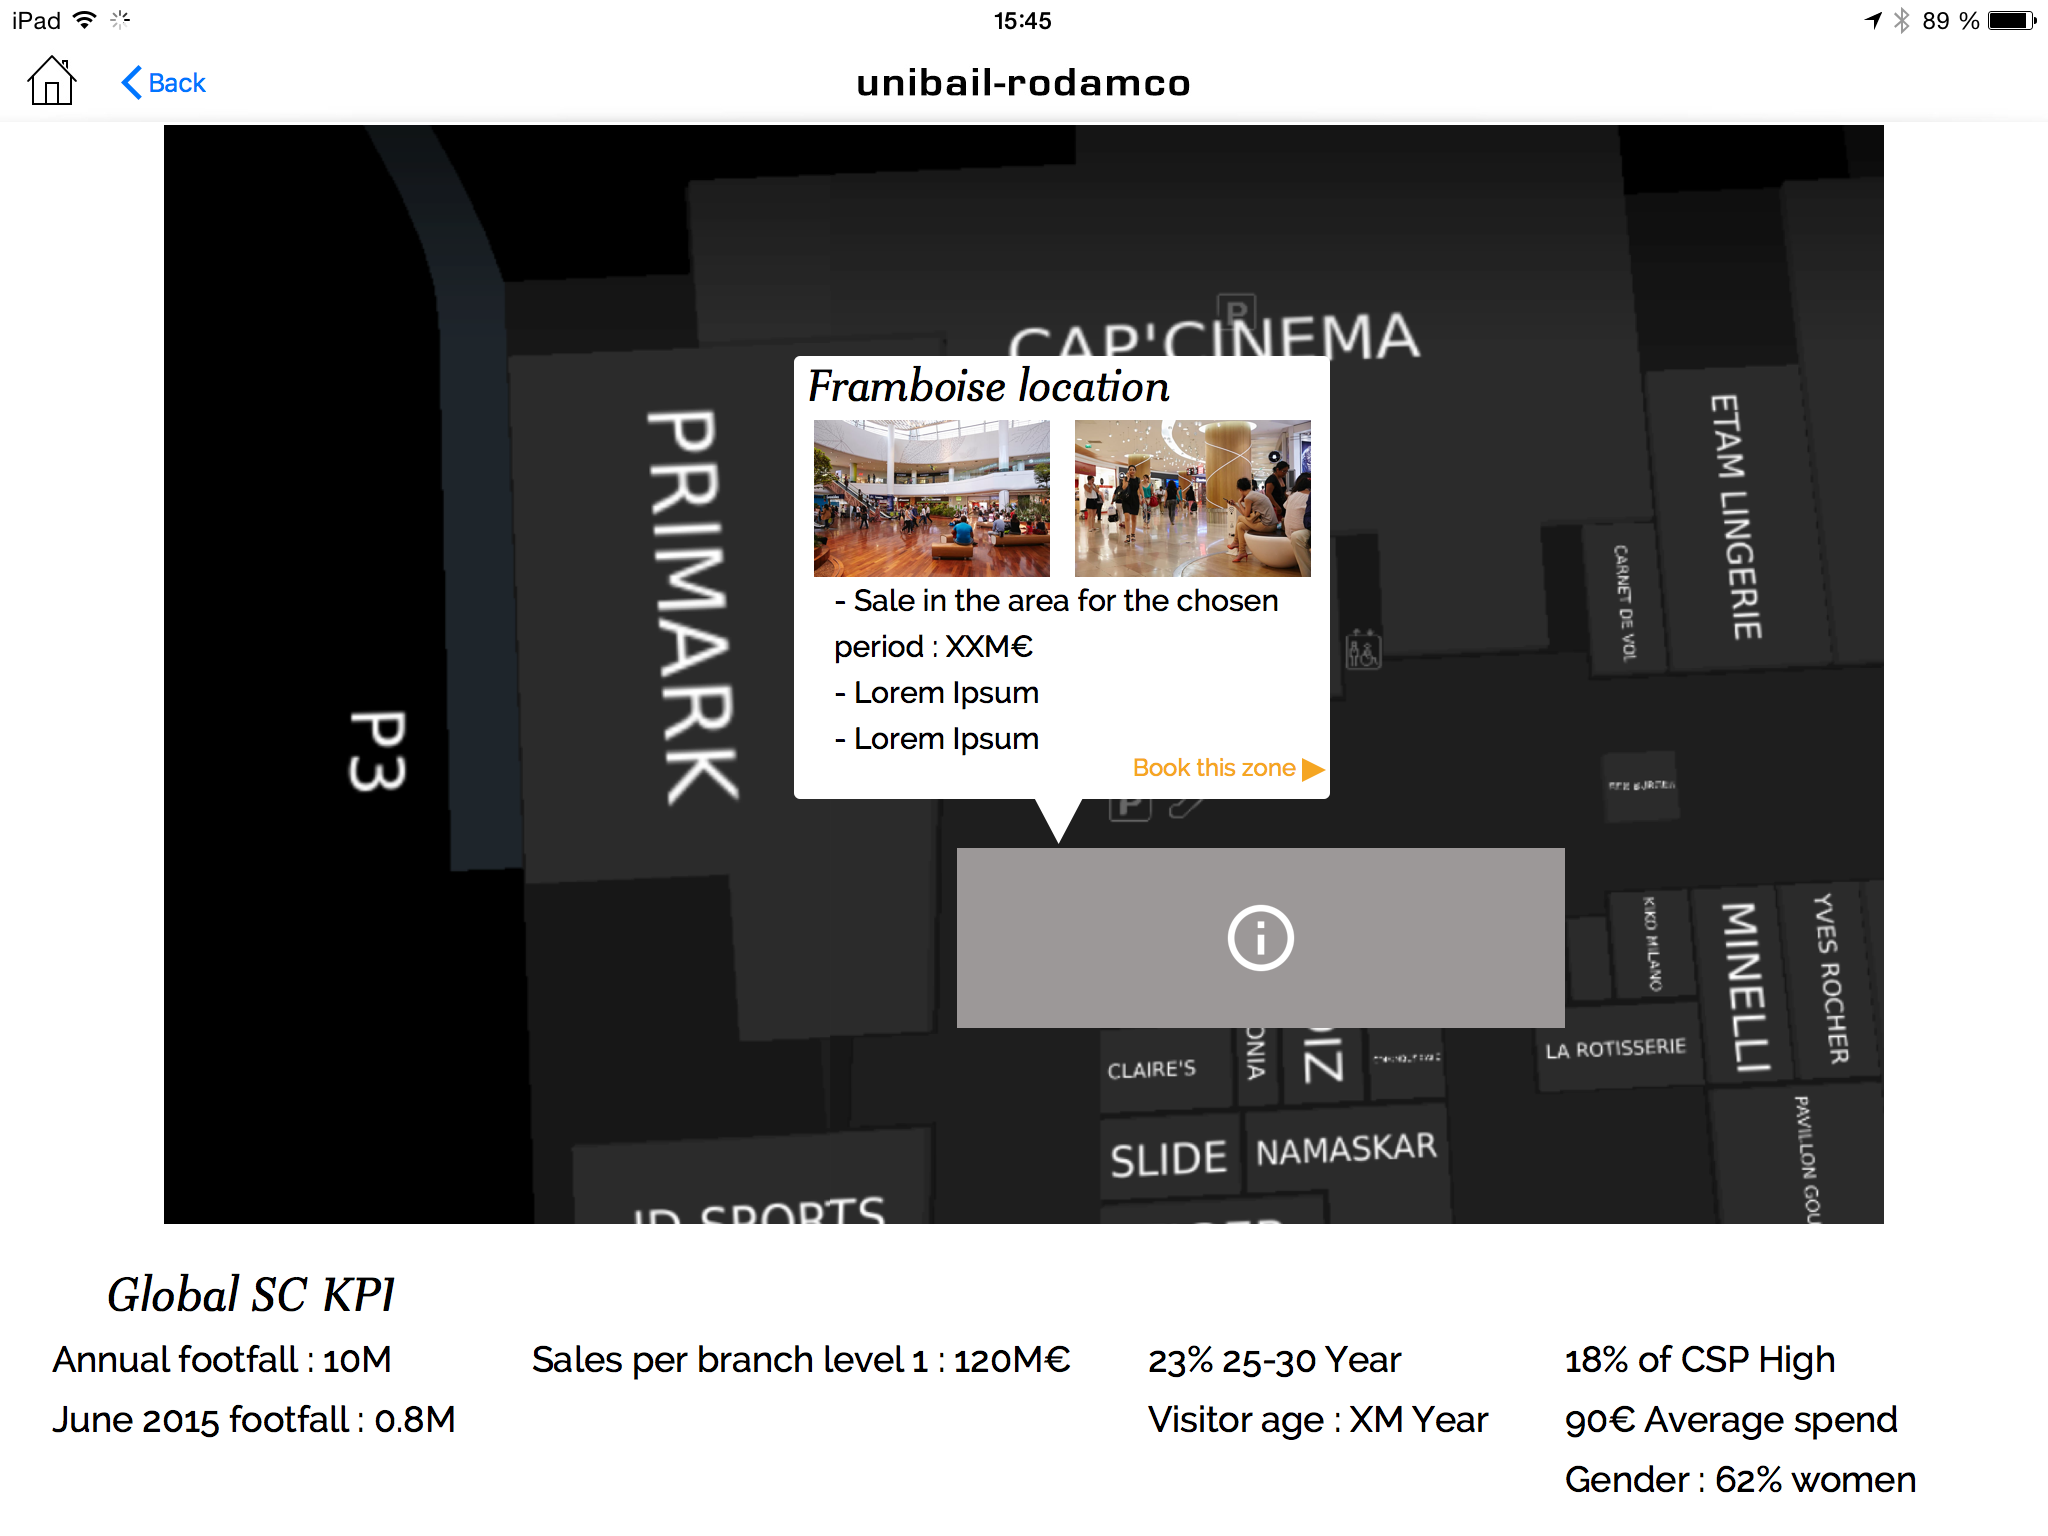 iPad
15:45
89 %
Back
unibail-rodamco
P
CAP'CINEMA
PRIMARK
P3
ETAM LINGERIE
CARNET DE VOL
Framboise location
- Sale in the area for the chosen
period : XXM€
- Lorem Ipsum
- Lorem Ipsum
Book this zone
P
KIKO MILANO
MINELLI
YVES ROCHER
LA ROTISSERIE
CLAIRE'S
ONIA
IZ
SLIDE
NAMASKAR
JD SPORTS
PAVILLON GOU
Global SC KPI
Annual footfall : 10M
June 2015 footfall : 0.8M
Sales per branch level 1 : 120M€
23% 25-30 Year
Visitor age : XM Year
18% of CSP High
90€ Average spend
Gender : 62% women